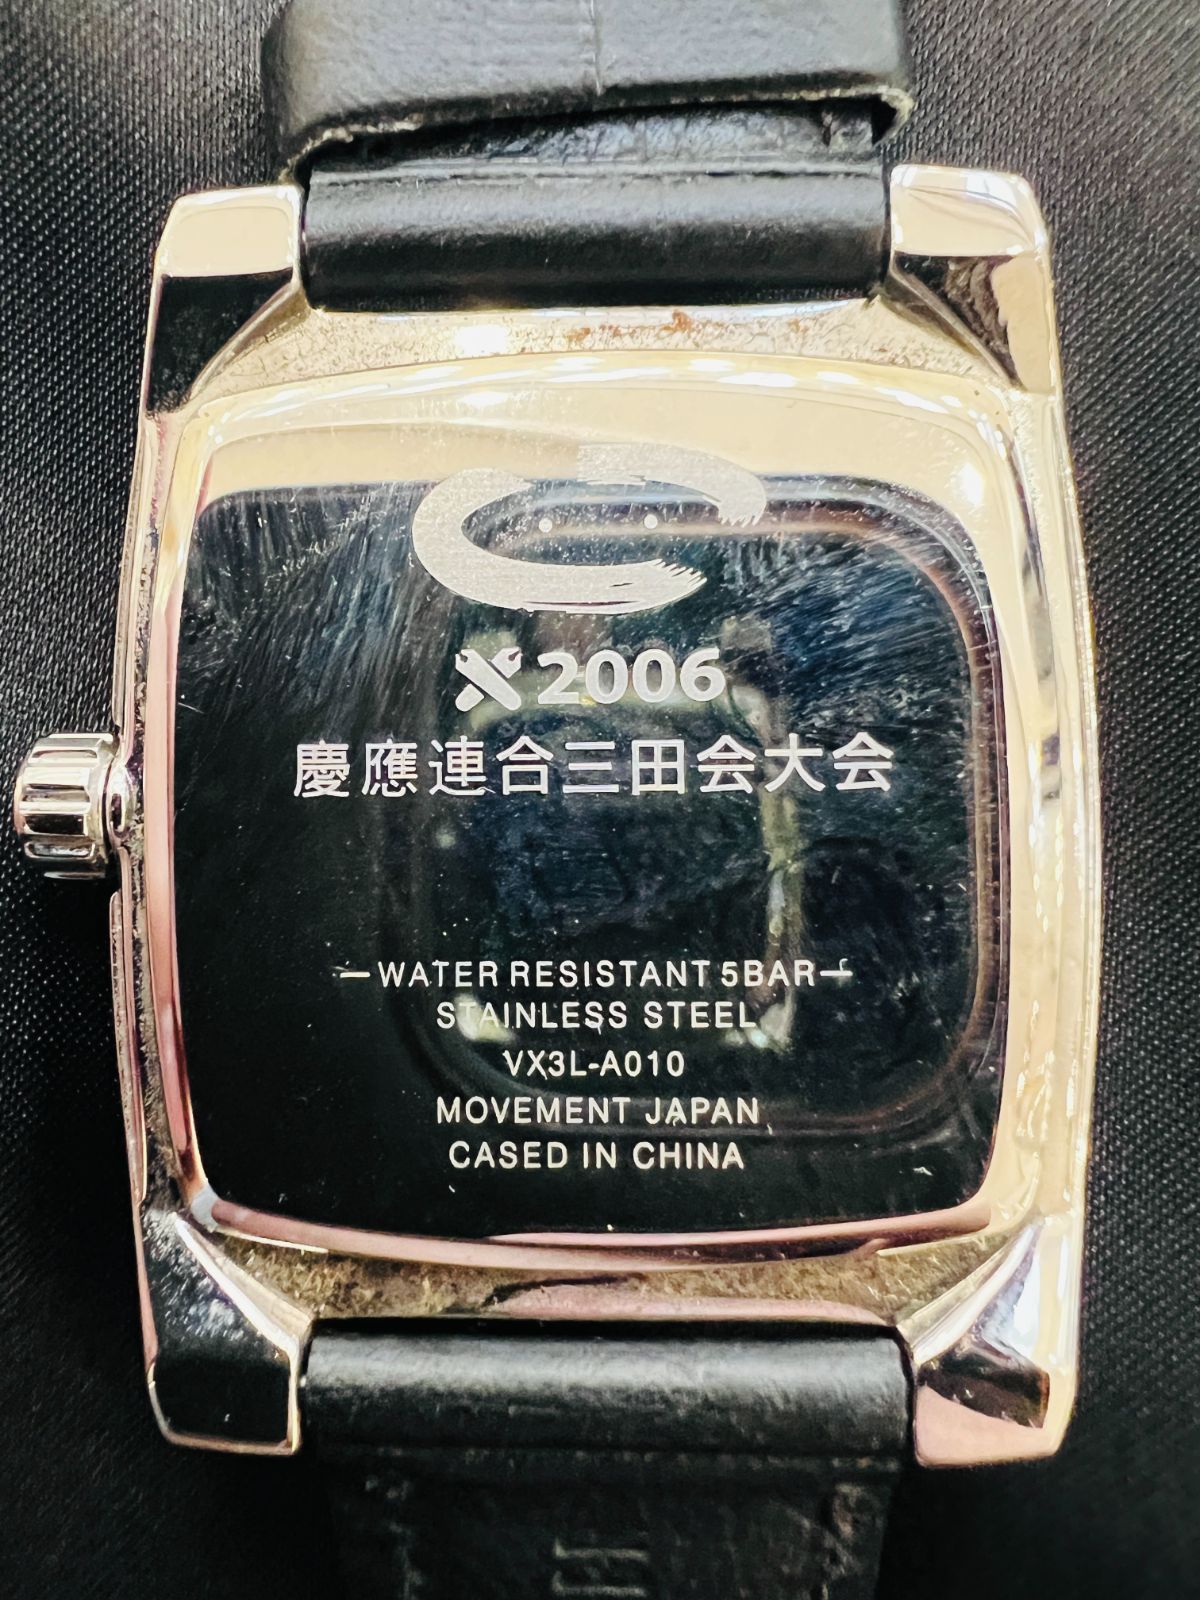 2006
慶應連合三田会大会
WATER RESISTANT 5BAR
STAINLESS STEEL
VX3L-A010
MOVEMENT JAPAN
CASED IN CHINA